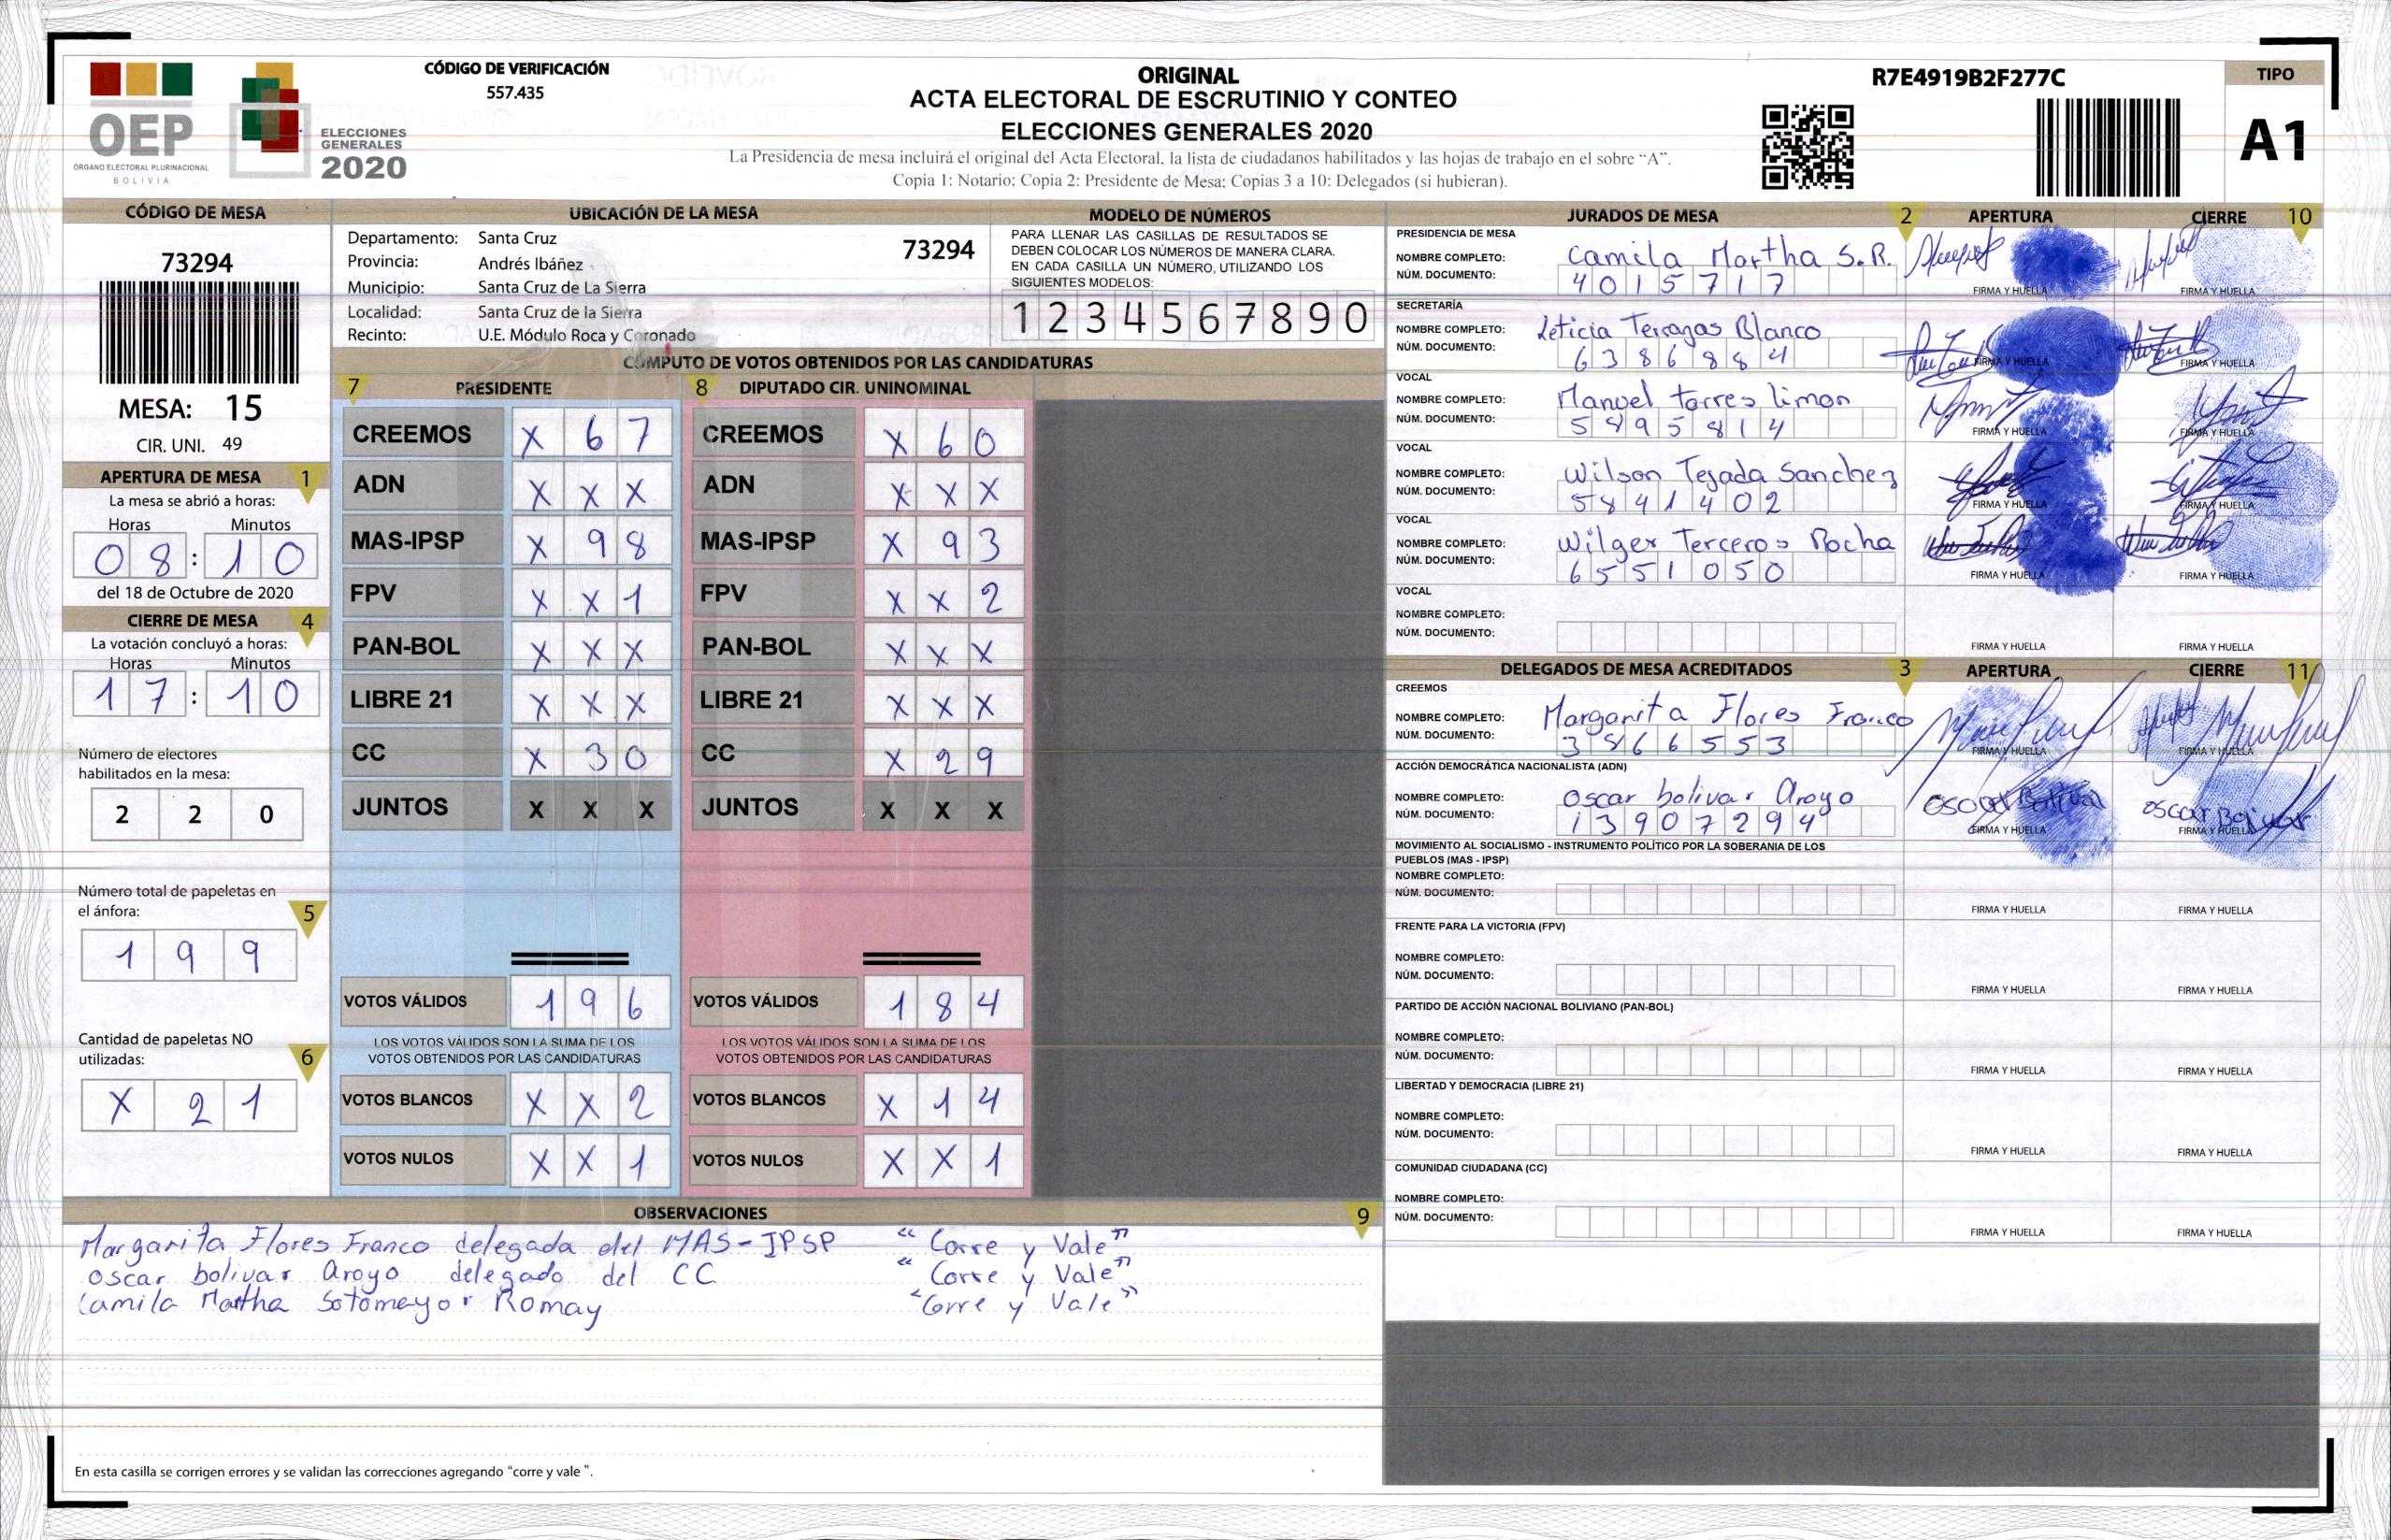 CÓDIGO DE VERIFICACIÓN
557.435
OEP
ÓRGANO ELECTORAL PLURINACIONAL
BOLIVIA
ELECCIONES
GENERALES
2020
ORIGINAL
ACTA ELECTORAL DE ESCRUTINIO Y CONTEO
ELECCIONES GENERALES 2020
La Presidencia de mesa incluirá el original del Acta Electoral, la lista de ciudadanos habilitados y las hojas de trabajo en el sobre “A”.
Copia 1: Notario; Copia 2: Presidente de Mesa; Copias 3 a 10: Delegados (si hubieran).
R7E4919B2F277C
TIPO
A1
CÓDIGO DE MESA
73294
MESA: 15
CIR. UNI. 49
APERTURA DE MESA 1
La mesa se abrió a horas:
Horas Minutos
08:10
del 18 de Octubre de 2020
CIERRE DE MESA 4
La votación concluyó a horas:
Horas Minutos
17:10
Número de electores
habilitados en la mesa:
2 2 0
Número total de papeletas en
el ánfora: 5
1 9 9
Cantidad de papeletas NO
utilizadas: 6
X 2 1
UBICACIÓN DE LA MESA
Departamento: Santa Cruz 73294
Provincia: Andrés Ibáñez
Municipio: Santa Cruz de La Sierra
Localidad: Santa Cruz de la Sierra
Recinto: U.E. Módulo Roca y Coronado
MODELO DE NÚMEROS
PARA LLENAR LAS CASILLAS DE RESULTADOS SE
DEBEN COLOCAR LOS NÚMEROS DE MANERA CLARA.
EN CADA CASILLA UN NÚMERO, UTILIZANDO LOS
SIGUIENTES MODELOS:
1 2 3 4 5 6 7 8 9 0
CÓMPUTO DE VOTOS OBTENIDOS POR LAS CANDIDATURAS
7 PRESIDENTE
CREEMOS X 6 7
ADN X X X
MAS-IPSP X 9 8
FPV X X 1
PAN-BOL X X X
LIBRE 21 X X X
CC X 3 0
JUNTOS X X X
VOTOS VÁLIDOS 1 9 6
LOS VOTOS VÁLIDOS SON LA SUMA DE LOS
VOTOS OBTENIDOS POR LAS CANDIDATURAS
VOTOS BLANCOS X X 2
VOTOS NULOS X X 1
8 DIPUTADO CIR. UNINOMINAL
CREEMOS X 6 0
ADN X X X
MAS-IPSP X 9 3
FPV X X 2
PAN-BOL X X X
LIBRE 21 X X X
CC X 2 9
JUNTOS X X X
VOTOS VÁLIDOS 1 8 4
LOS VOTOS VÁLIDOS SON LA SUMA DE LOS
VOTOS OBTENIDOS POR LAS CANDIDATURAS
VOTOS BLANCOS X 1 4
VOTOS NULOS X X 1
OBSERVACIONES 9
Margarita Flores Franco delegada del MAS-IPSP “Corre y Vale”
oscar bolivar Aroyo delegado del CC “Corre y Vale”
Camila Martha Sotomayor Romay “Corre y Vale”
En esta casilla se corrigen errores y se validan las correcciones agregando “corre y vale ”.
JURADOS DE MESA 2 APERTURA CIERRE 10
PRESIDENCIA DE MESA
NOMBRE COMPLETO: Camila Martha S.R.
NÚM. DOCUMENTO: 4015717
FIRMA Y HUELLA FIRMA Y HUELLA
SECRETARÍA
NOMBRE COMPLETO: Leticia Terrazas Blanco
NÚM. DOCUMENTO: 6386884
FIRMA Y HUELLA FIRMA Y HUELLA
VOCAL
NOMBRE COMPLETO: Manuel torres limon
NÚM. DOCUMENTO: 5895814
FIRMA Y HUELLA FIRMA Y HUELLA
VOCAL
NOMBRE COMPLETO: Wilson Tejada Sanchez
NÚM. DOCUMENTO: 5841402
FIRMA Y HUELLA FIRMA Y HUELLA
VOCAL
NOMBRE COMPLETO: Wilger Terceros Rocha
NÚM. DOCUMENTO: 6551050
FIRMA Y HUELLA FIRMA Y HUELLA
VOCAL
NOMBRE COMPLETO:
NÚM. DOCUMENTO:
FIRMA Y HUELLA FIRMA Y HUELLA
DELEGADOS DE MESA ACREDITADOS 3 APERTURA CIERRE 11
CREEMOS
NOMBRE COMPLETO: Margarita Flores Franco
NÚM. DOCUMENTO: 3866553
FIRMA Y HUELLA FIRMA Y HUELLA
ACCIÓN DEMOCRÁTICA NACIONALISTA (ADN)
NOMBRE COMPLETO: oscar bolivar Aroyo oscar Bolivar oscar Bolivar
NÚM. DOCUMENTO: 13907294
FIRMA Y HUELLA FIRMA Y HUELLA
MOVIMIENTO AL SOCIALISMO - INSTRUMENTO POLÍTICO POR LA SOBERANIA DE LOS
PUEBLOS (MAS - IPSP)
NOMBRE COMPLETO:
NÚM. DOCUMENTO:
FIRMA Y HUELLA FIRMA Y HUELLA
FRENTE PARA LA VICTORIA (FPV)
NOMBRE COMPLETO:
NÚM. DOCUMENTO:
FIRMA Y HUELLA FIRMA Y HUELLA
PARTIDO DE ACCIÓN NACIONAL BOLIVIANO (PAN-BOL)
NOMBRE COMPLETO:
NÚM. DOCUMENTO:
FIRMA Y HUELLA FIRMA Y HUELLA
LIBERTAD Y DEMOCRACIA (LIBRE 21)
NOMBRE COMPLETO:
NÚM. DOCUMENTO:
FIRMA Y HUELLA FIRMA Y HUELLA
COMUNIDAD CIUDADANA (CC)
NOMBRE COMPLETO:
NÚM. DOCUMENTO:
FIRMA Y HUELLA FIRMA Y HUELLA